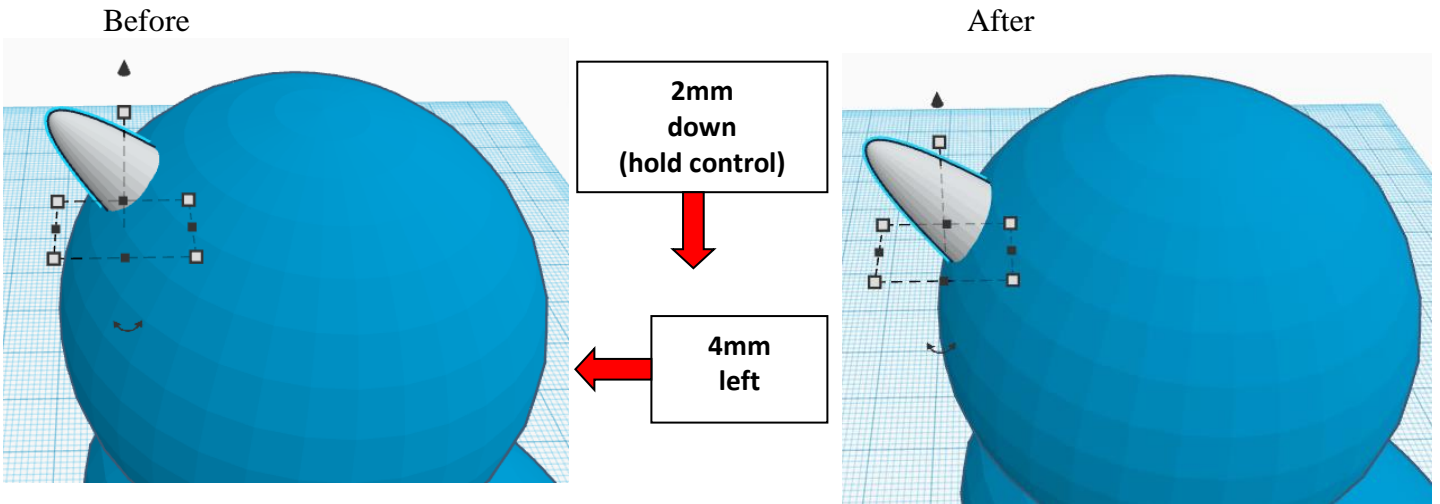 Before
After
2mm
down
(hold control)
4mm
left